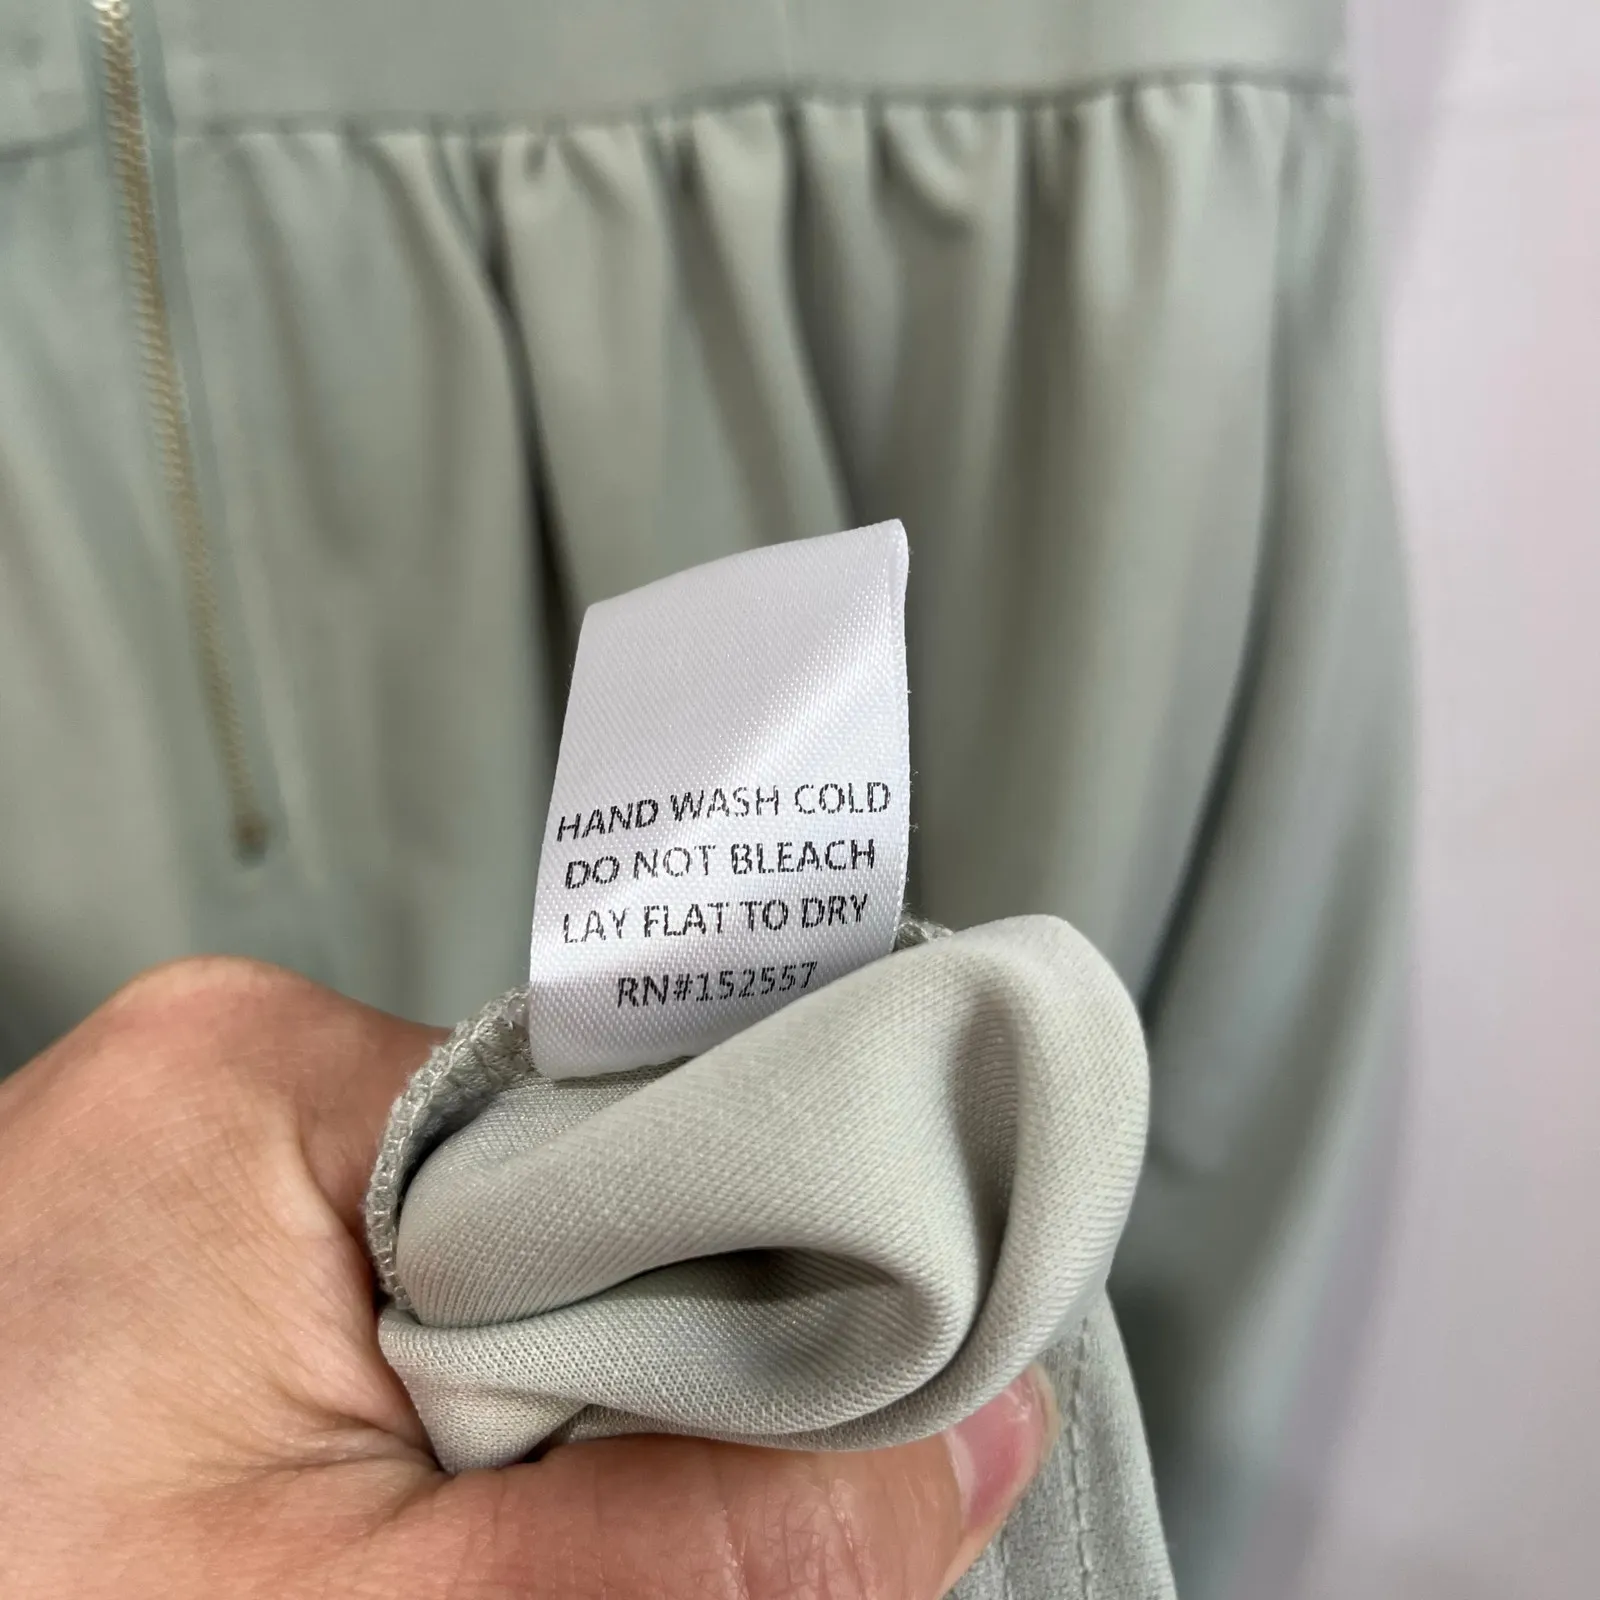 HAND WASH COLD
DO NOT BLEACH
LAY FLAT TO DRY
RN#152557